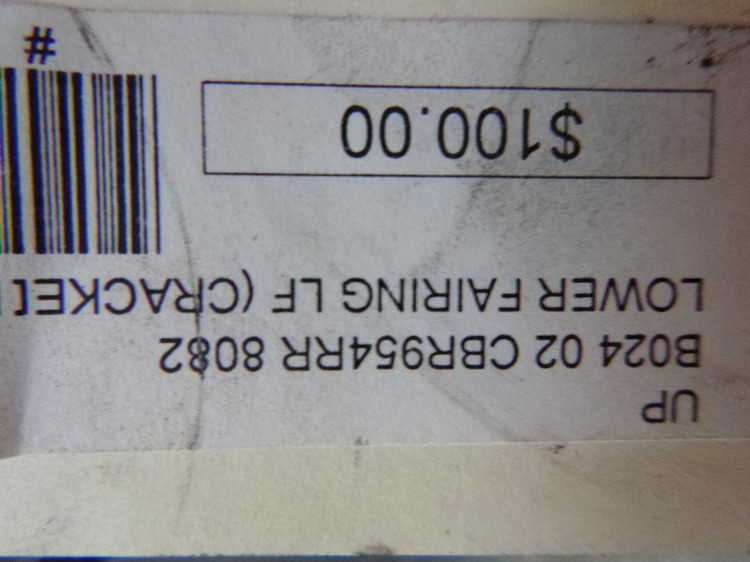 UP
B024 02 CBR954RR 8082
LOWER FAIRING LF (CRACKE
$100.00
#